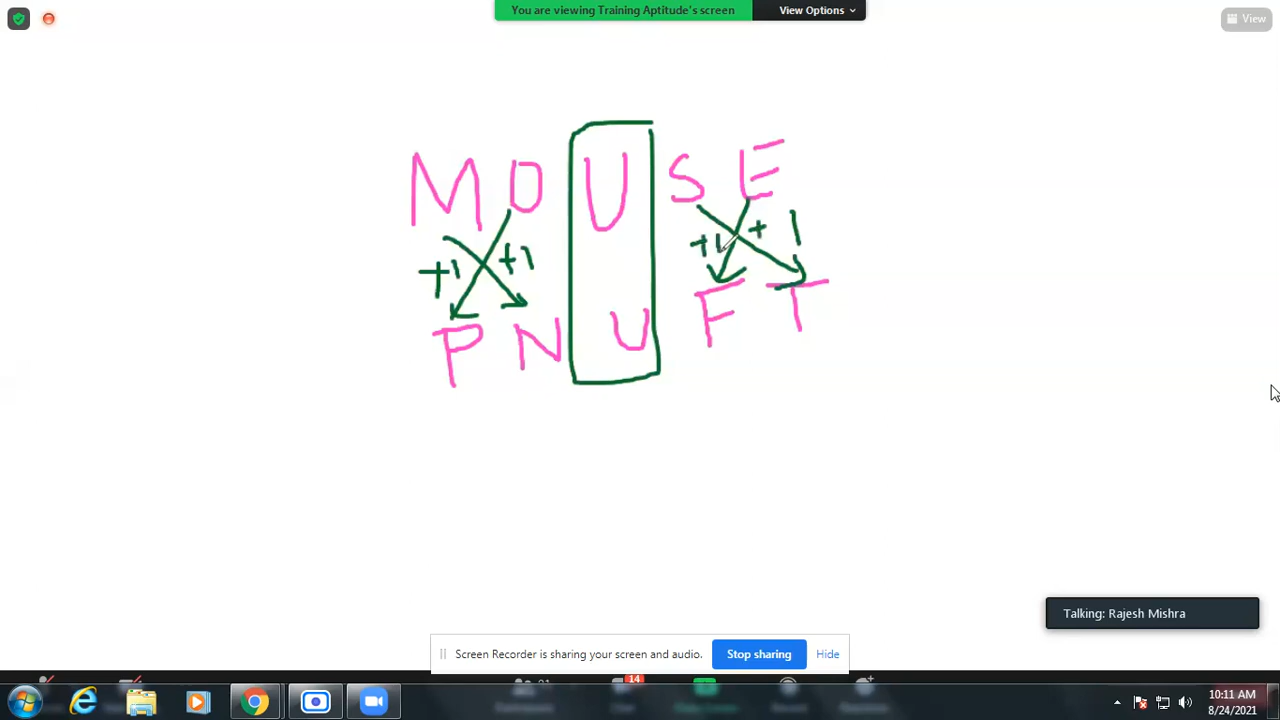 You are viewing Training Aptitude's screen
View Options
View
M O U S E
+1 +1 +1 + 1
P N U F T
Talking: Rajesh Mishra
Screen Recorder is sharing your screen and audio.
Stop sharing
Hide
14
10:11 AM
8/24/2021